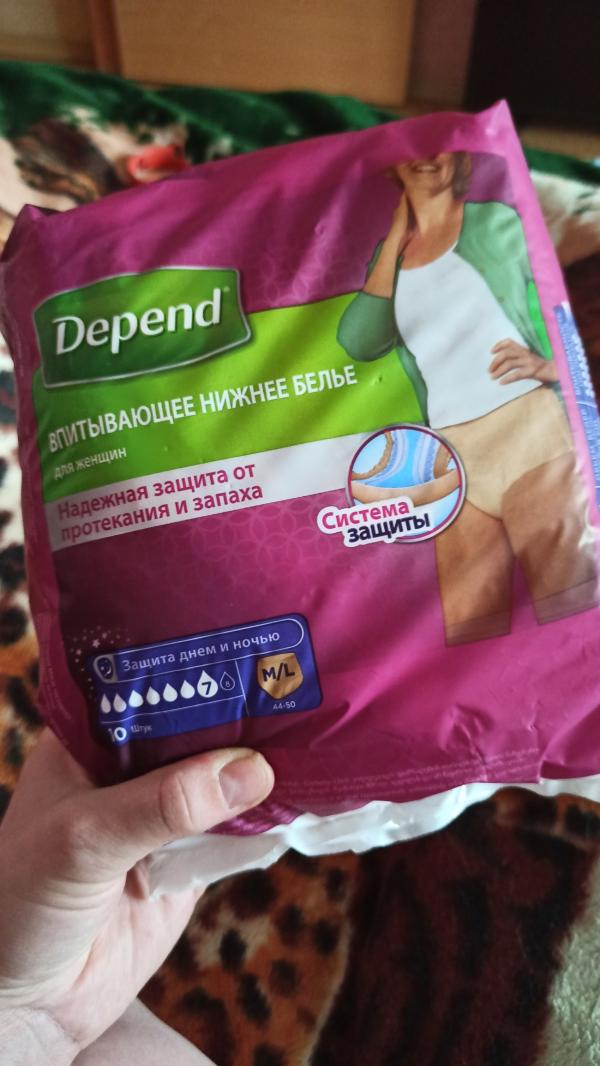 Depend
ВПИТЫВАЮЩЕЕ НИЖНЕЕ БЕЛЬЕ
для женщин
Надежная защита от
протекания и запаха
Система
защиты
Защита днем и ночью
7
8
M/L
44-50
10 Штук